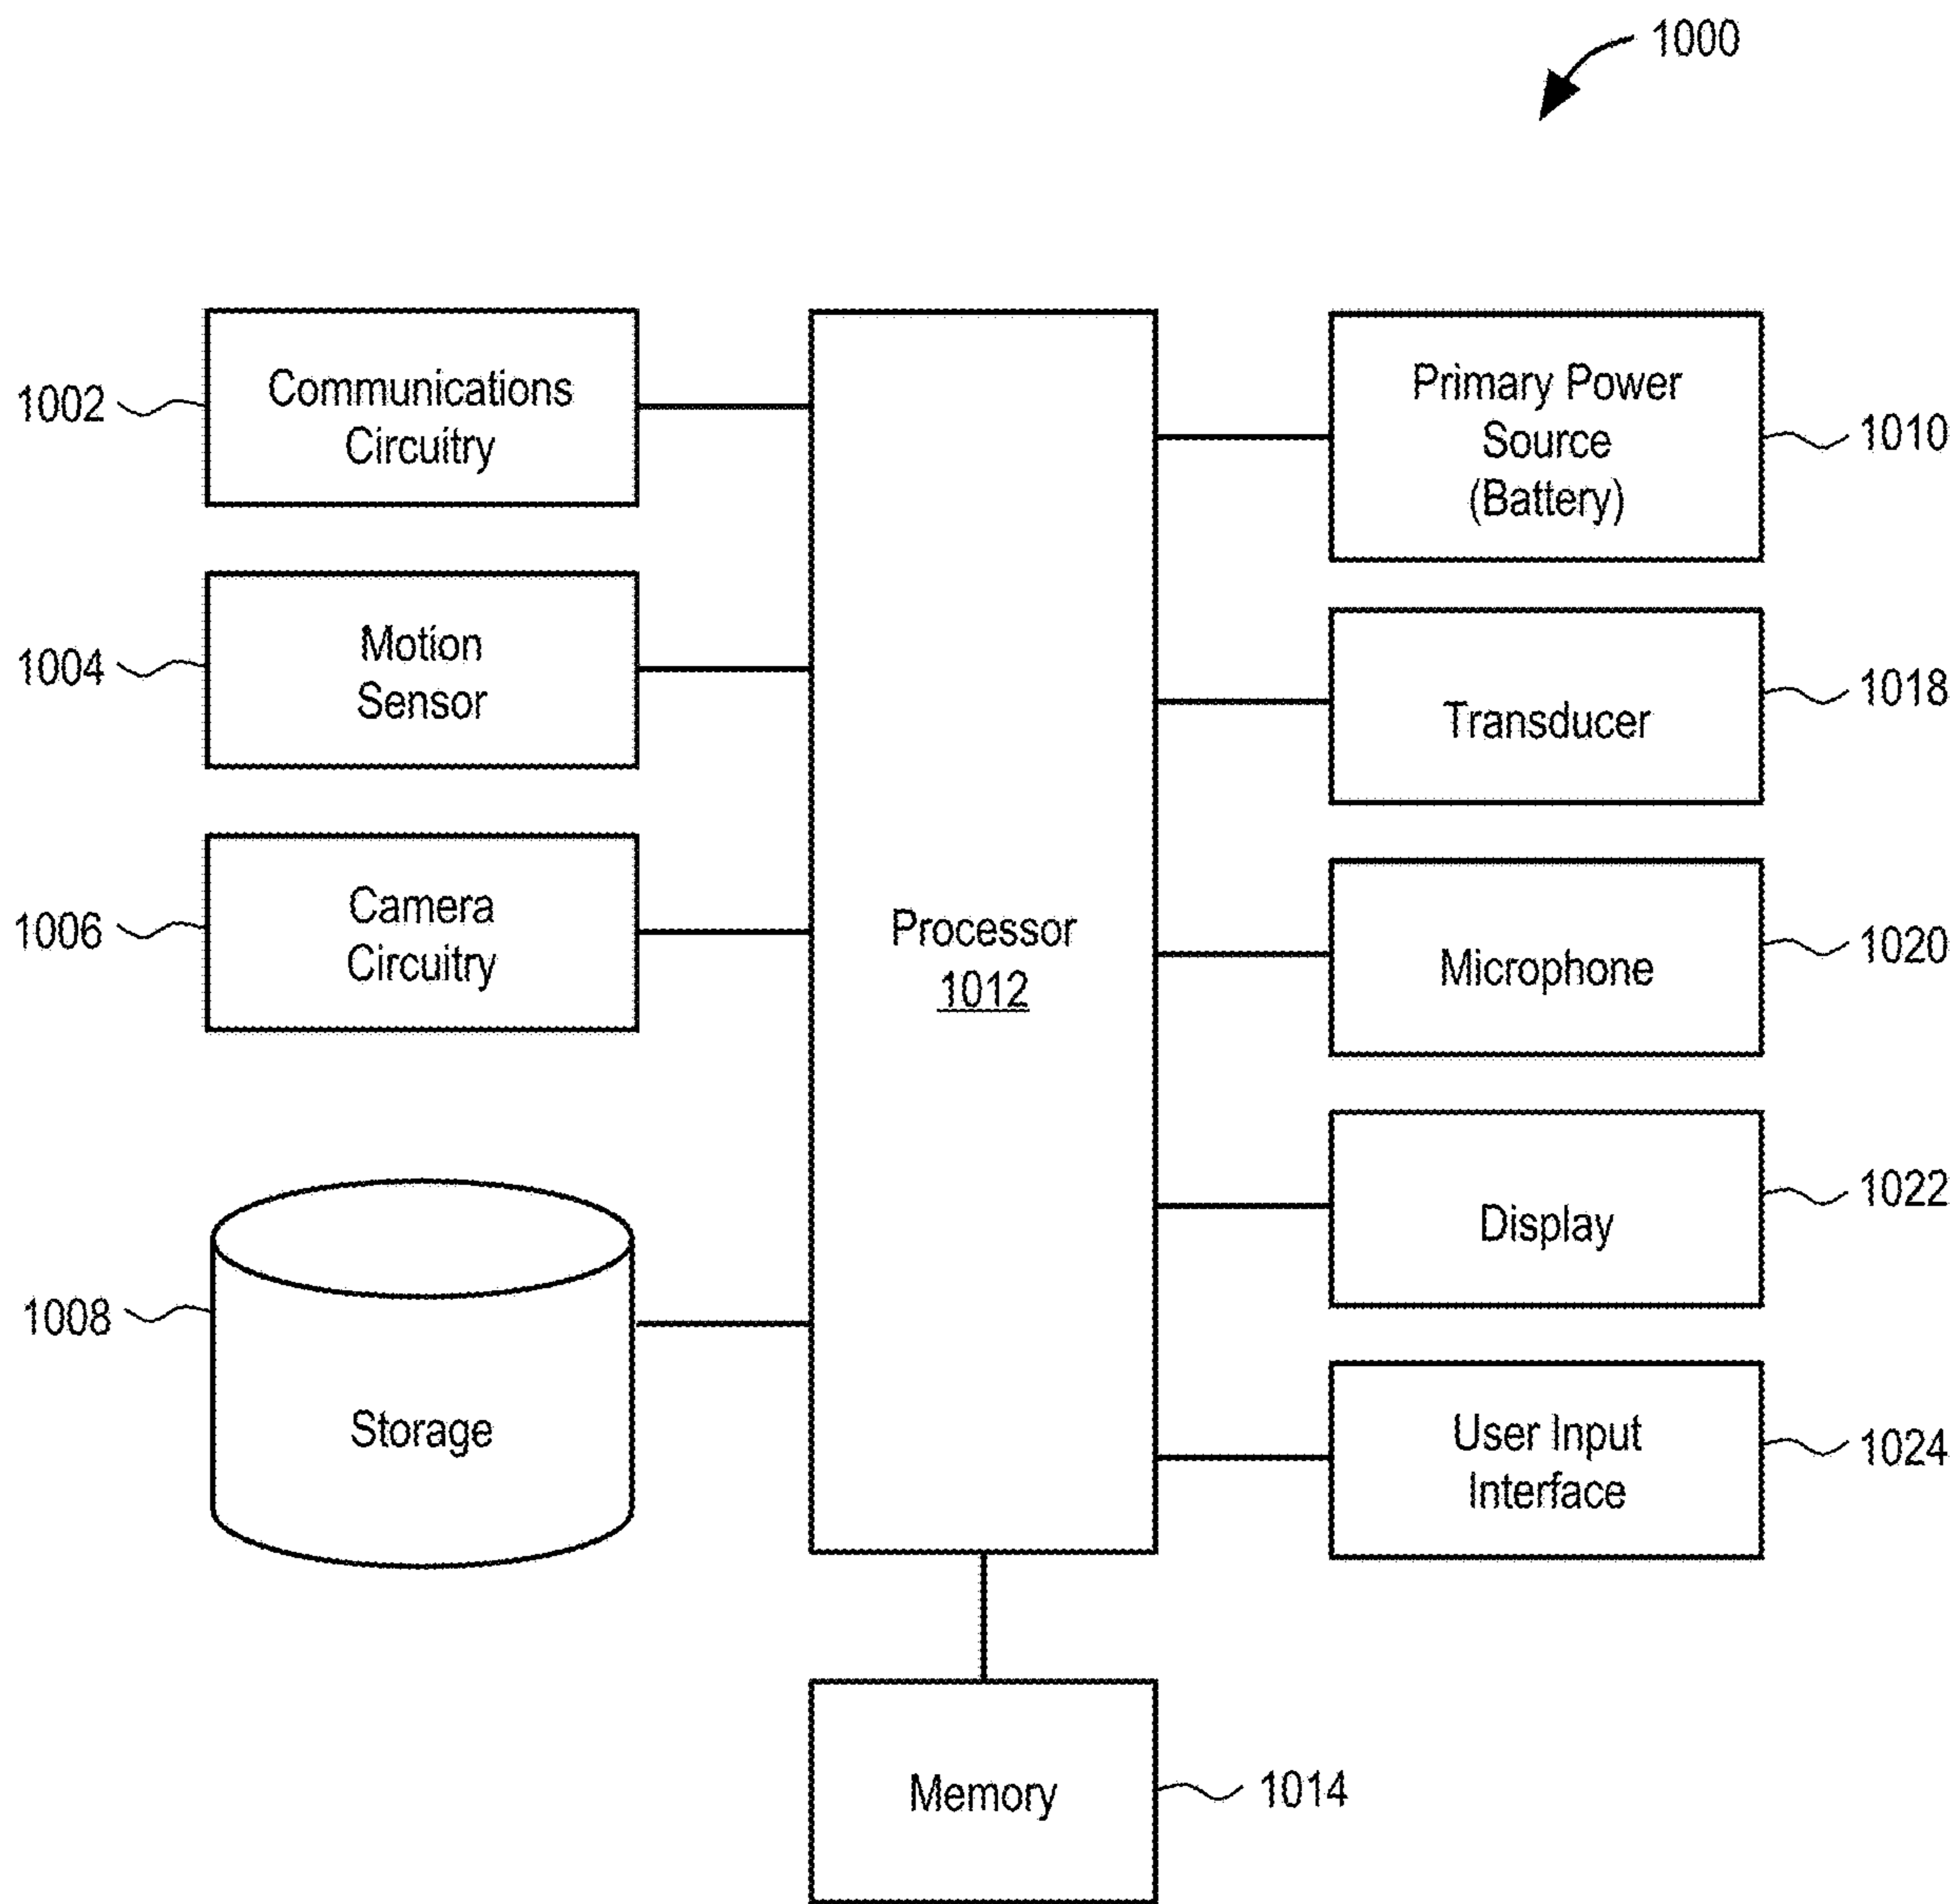 1000
1002
Communications
Circuitry
1004
Motion
Sensor
1006
Camera
Circuitry
1008
Storage
Processor
1012
Primary Power
Source
(Battery)
1010
Transducer
1018
Microphone
1020
Display
1022
User Input
Interface
1024
Memory
1014